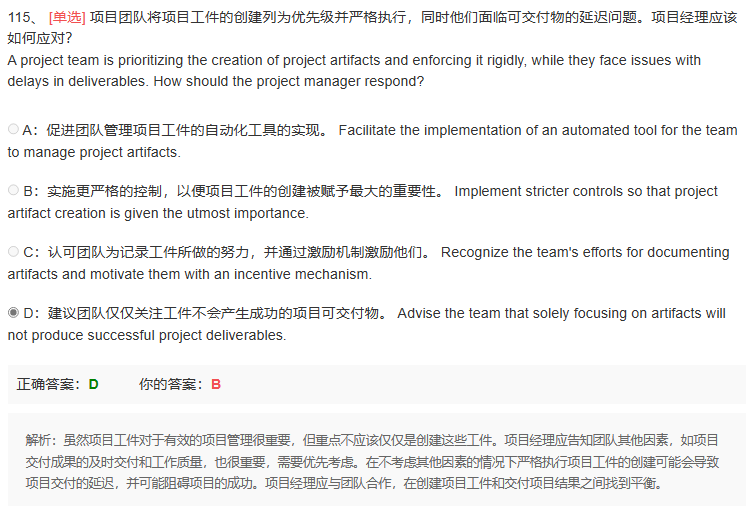 115、 [单选] 项目团队将项目工件的创建列为优先级并严格执行，同时他们面临可交付物的延迟问题。项目经理应该
如何应对？
A project team is prioritizing the creation of project artifacts and enforcing it rigidly, while they face issues with
delays in deliverables. How should the project manager respond?
A：促进团队管理项目工件的自动化工具的实现。 Facilitate the implementation of an automated tool for the team
to manage project artifacts.
B：实施更严格的控制，以便项目工件的创建被赋予最大的重要性。 Implement stricter controls so that project
artifact creation is given the utmost importance.
C：认可团队为记录工件所做的努力，并通过激励机制激励他们。 Recognize the team's efforts for documenting
artifacts and motivate them with an incentive mechanism.
D：建议团队仅仅关注工件不会产生成功的项目可交付物。 Advise the team that solely focusing on artifacts will
not produce successful project deliverables.
正确答案：D 你的答案：B
解析：虽然项目工件对于有效的项目管理很重要，但重点不应该仅仅是创建这些工件。项目经理应告知团队其他因素，如项目
交付成果的及时交付和工作质量，也很重要，需要优先考虑。在不考虑其他因素的情况下严格执行项目工件的创建可能会导致
项目交付的延迟，并可能阻碍项目的成功。项目经理应与团队合作，在创建项目工件和交付项目结果之间找到平衡。